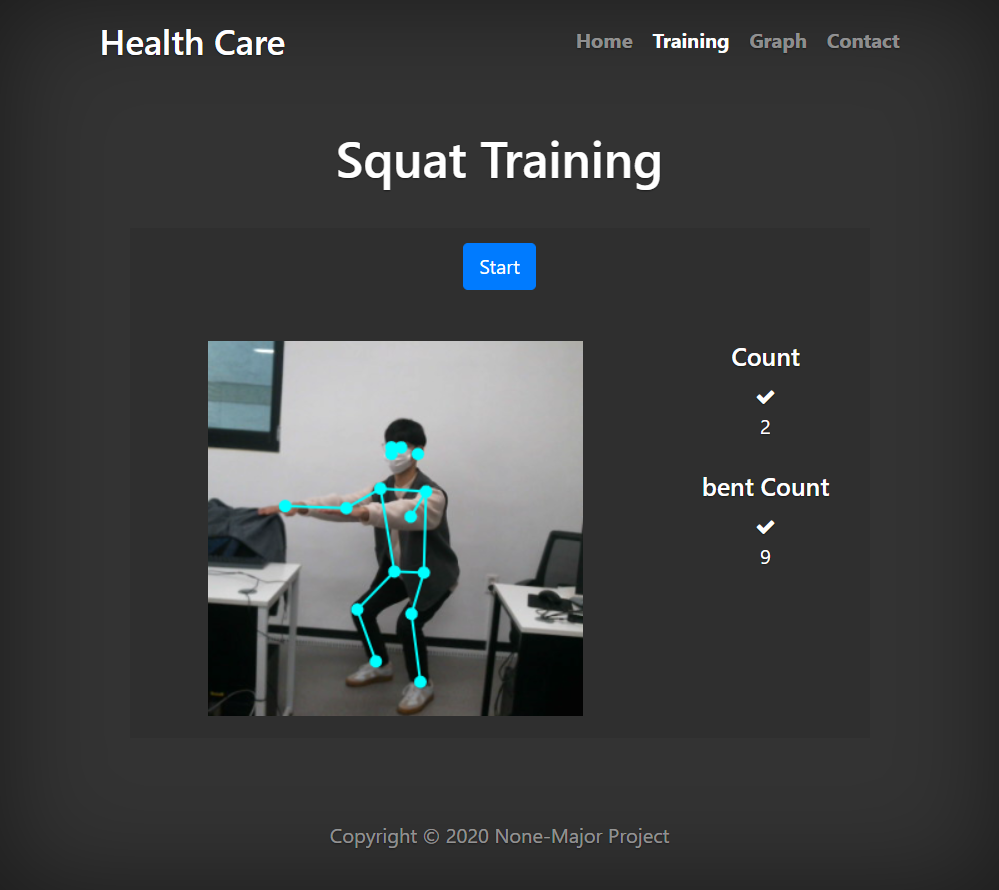 Health Care
Home Training Graph Contact
Squat Training
Start
Count
2
bent Count
9
Copyright © 2020 None-Major Project